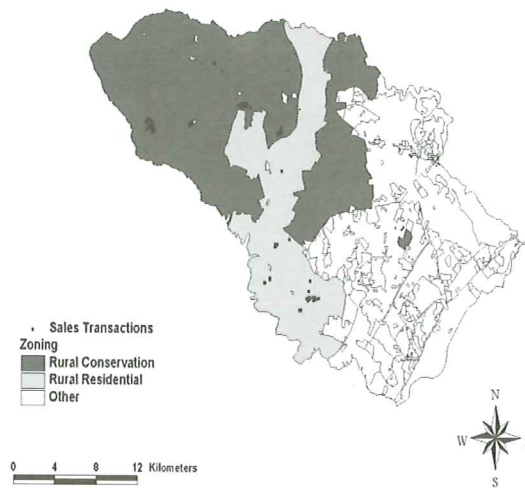 Sales Transactions
Zoning
Rural Conservation
Rural Residential
Other
N
W
S
0 4 8 12 Kilometers